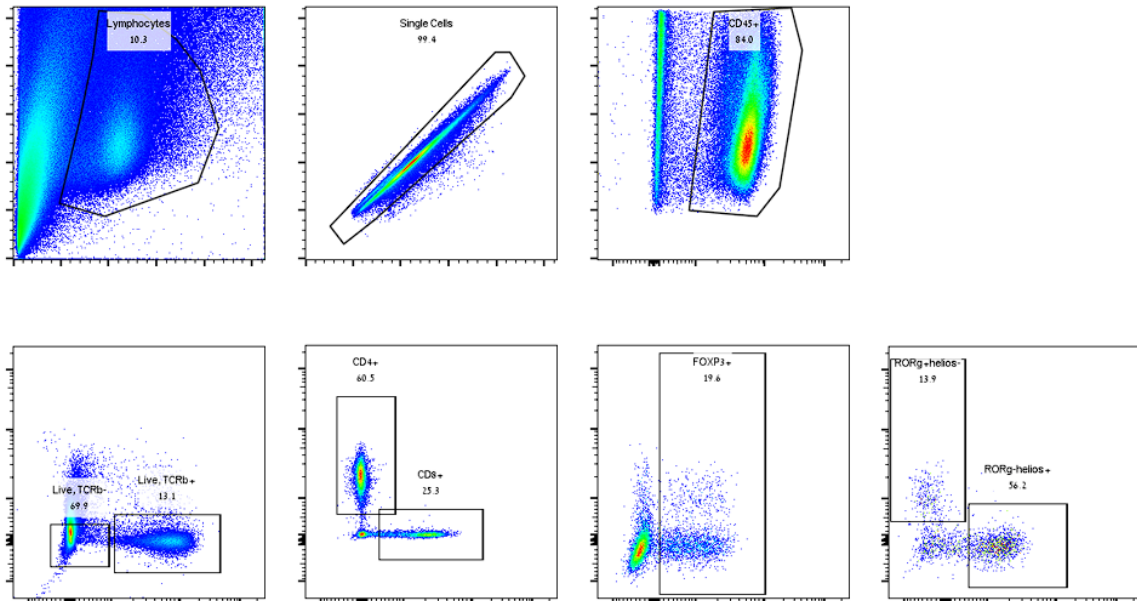 Lymphocytes
10.3
Single Cells
99.4
CD45+
84.0
Live, TCRb-
69.9
Live, TCRb+
13.1
CD4+
60.5
CD8+
25.3
FOXP3+
19.6
RORg+helios-
13.9
RORg-helios+
56.2